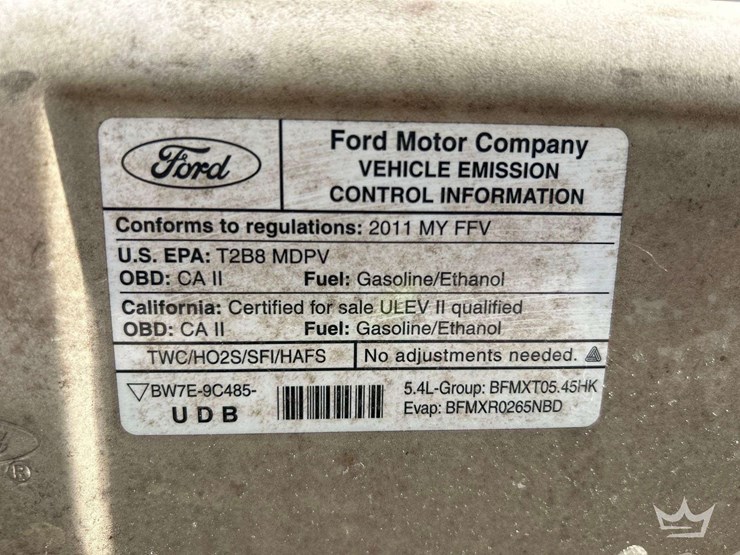 Ford
Ford Motor Company
VEHICLE EMISSION
CONTROL INFORMATION
Conforms to regulations: 2011 MY FFV
U.S. EPA: T2B8 MDPV
OBD: CA II Fuel: Gasoline/Ethanol
California: Certified for sale ULEV II qualified
OBD: CA II Fuel: Gasoline/Ethanol
TWC/HO2S/SFI/HAFS No adjustments needed.
▽BW7E-9C485-
UDB
5.4L-Group: BFMXT05.45HK
Evap: BFMXR0265NBD
®